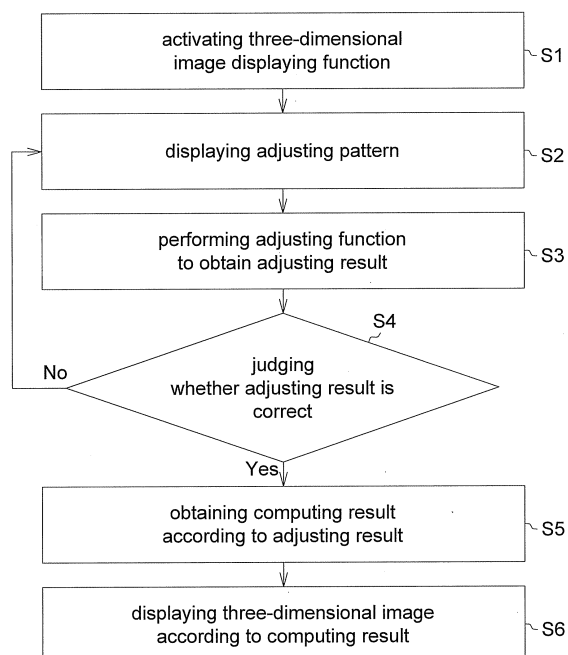 activating three-dimensional
image displaying function
S1
displaying adjusting pattern
S2
performing adjusting function
to obtain adjusting result
S3
S4
judging
whether adjusting result is
correct
No
Yes
obtaining computing result
according to adjusting result
S5
displaying three-dimensional image
according to computing result
S6